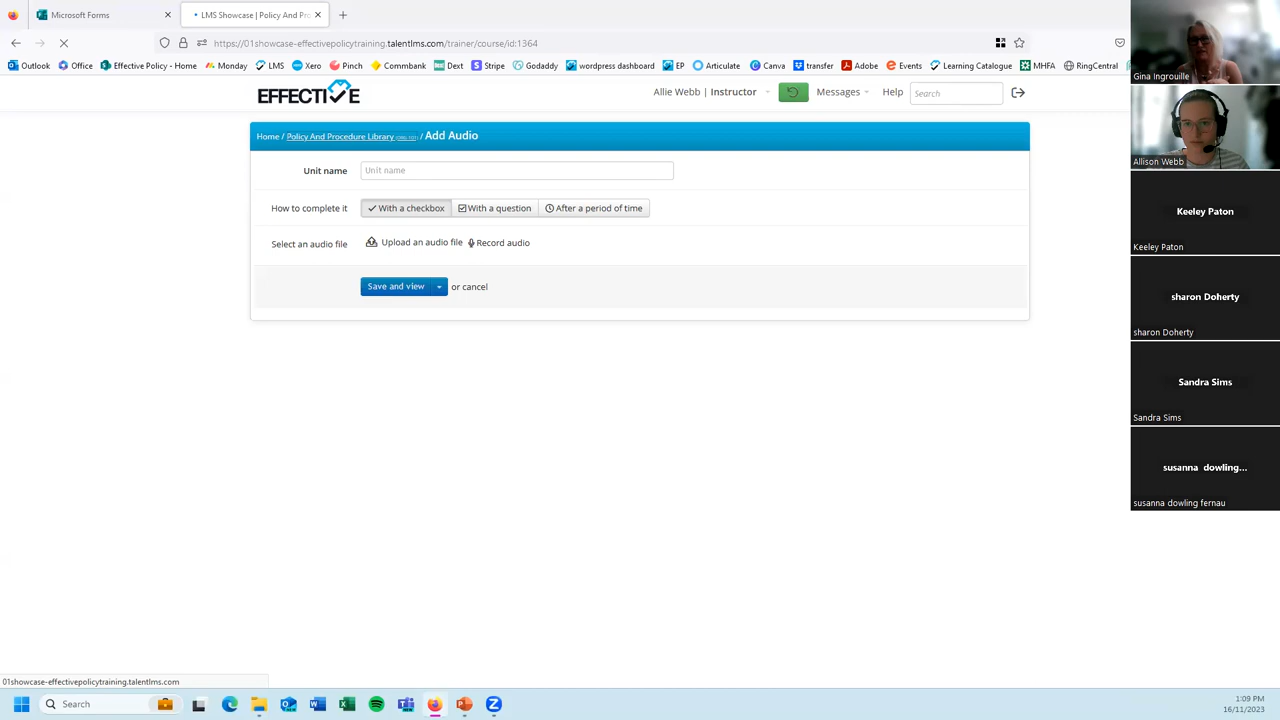 Microsoft Forms
LMS Showcase | Policy And Pro
https://01showcase-effectivepolicytraining.talentlms.com/trainer/course/id:1364
Outlook
Office
Effective Policy - Home
Monday
LMS
Xero
Pinch
Commbank
Dext
Stripe
Godaddy
wordpress dashboard
EP
Articulate
Canva
transfer
Adobe
Events
Learning Catalogue
MHFA
RingCentral
EFFECTIVE
Allie Webb | Instructor
Messages
Help
Search
Home / Policy And Procedure Library / Add Audio
Unit name
Unit name
How to complete it
With a checkbox
With a question
After a period of time
Select an audio file
Upload an audio file
Record audio
Save and view
or cancel
Gina Ingrouille
Allison Webb
Keeley Paton
Keeley Paton
sharon Doherty
sharon Doherty
Sandra Sims
Sandra Sims
susanna dowling...
susanna dowling fernau
01showcase-effectivepolicytraining.talentlms.com
Search
1:09 PM
16/11/2023